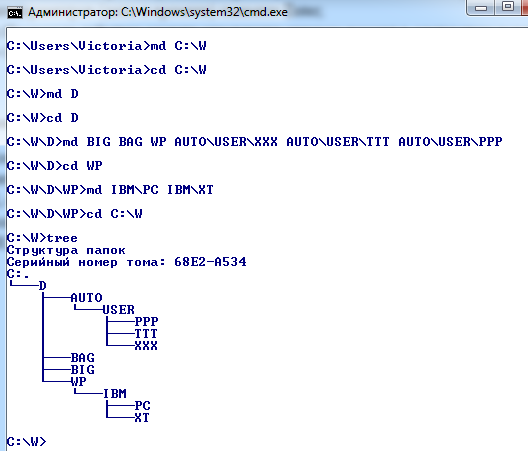 Администратор: C:\Windows\system32\cmd.exe
C:\Users\Victoria>md C:\W
C:\Users\Victoria>cd C:\W
C:\W>md D
C:\W>cd D
C:\W\D>md BIG BAG WP AUTO\USER\XXX AUTO\USER\TTT AUTO\USER\PPP
C:\W\D>cd WP
C:\W\D\WP>md IBM\PC IBM\XT
C:\W\D\WP>cd C:\W
C:\W>tree
Структура папок
Серийный номер тома: 68E2-A534
C:.
└───D
    ├───AUTO
    │   └───USER
    │       ├───PPP
    │       ├───TTT
    │       └───XXX
    ├───BAG
    ├───BIG
    └───WP
        └───IBM
            ├───PC
            └───XT
C:\W>